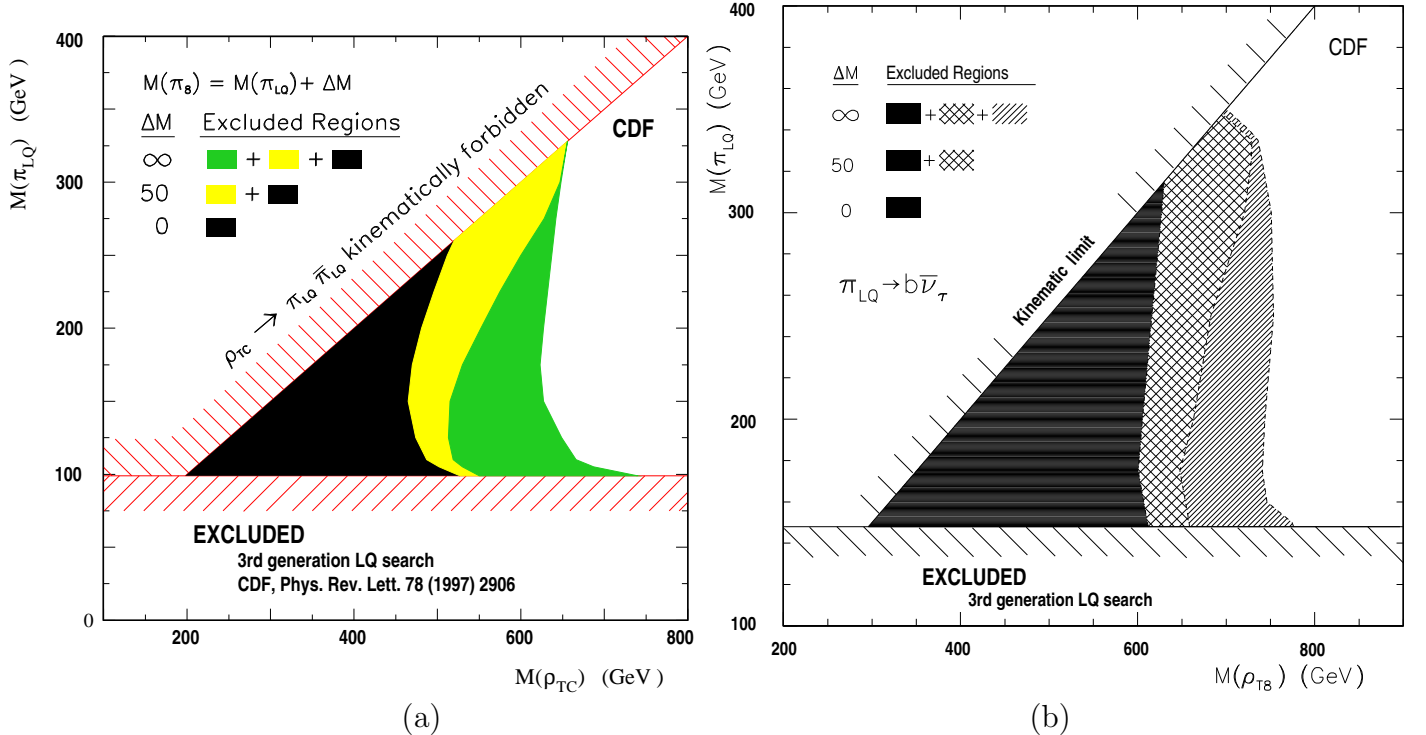 400
300
200
100
0
M(π_LQ) (GeV)
M(π_8) = M(π_LQ) + ΔM
ΔM Excluded Regions
∞ + +
50 +
0
CDF
ρ_TC → π_LQ π̅_LQ kinematically forbidden
EXCLUDED
3rd generation LQ search
CDF, Phys. Rev. Lett. 78 (1997) 2906
200 400 600 800
M(ρ_TC) (GeV)
(a)
400
300
200
100
M(π_LQ) (GeV)
CDF
ΔM Excluded Regions
∞ + +
50 +
0
π_LQ → b ν̅_τ
Kinematic limit
EXCLUDED
3rd generation LQ search
200 400 600 800
M(ρ_T8) (GeV)
(b)